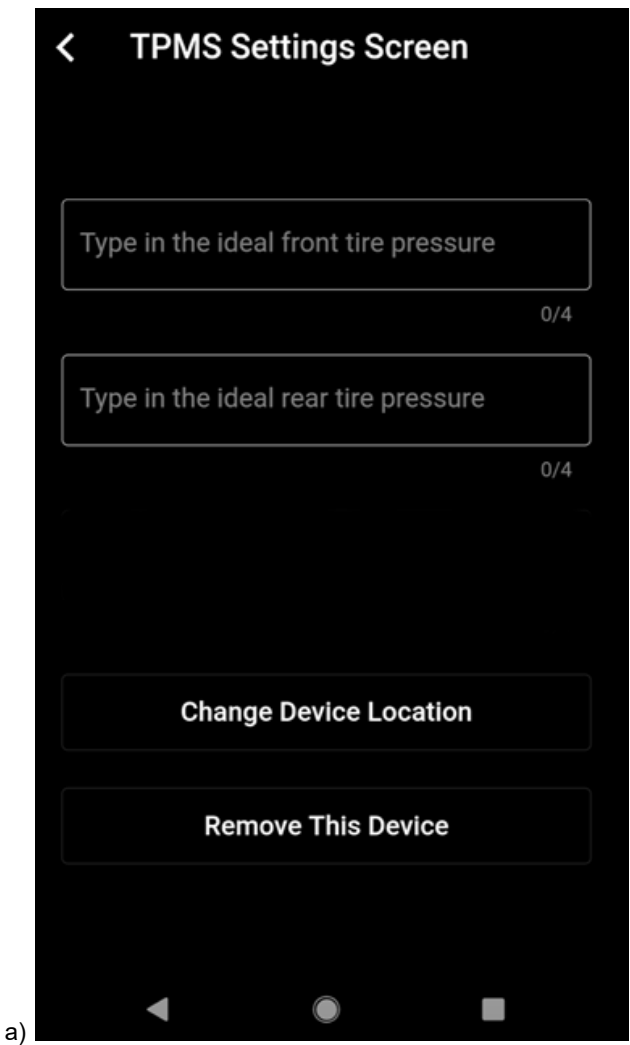 TPMS Settings Screen
Type in the ideal front tire pressure
0/4
Type in the ideal rear tire pressure
0/4
Change Device Location
Remove This Device
a)